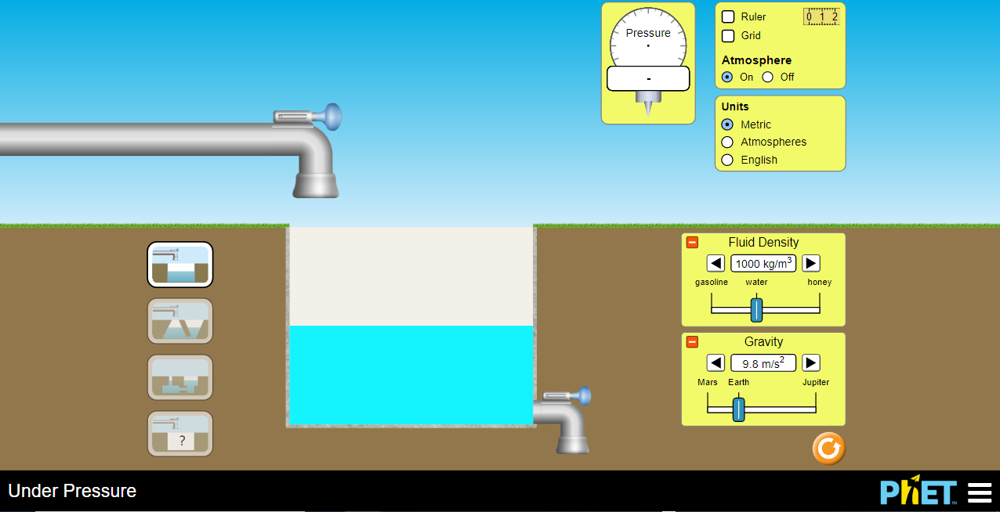 Pressure
-
Ruler
0 1 2
Grid
Atmosphere
On Off
Units
Metric
Atmospheres
English
Fluid Density
1000 kg/m³
gasoline water honey
Gravity
9.8 m/s²
Mars Earth Jupiter
?
Under Pressure
PhET